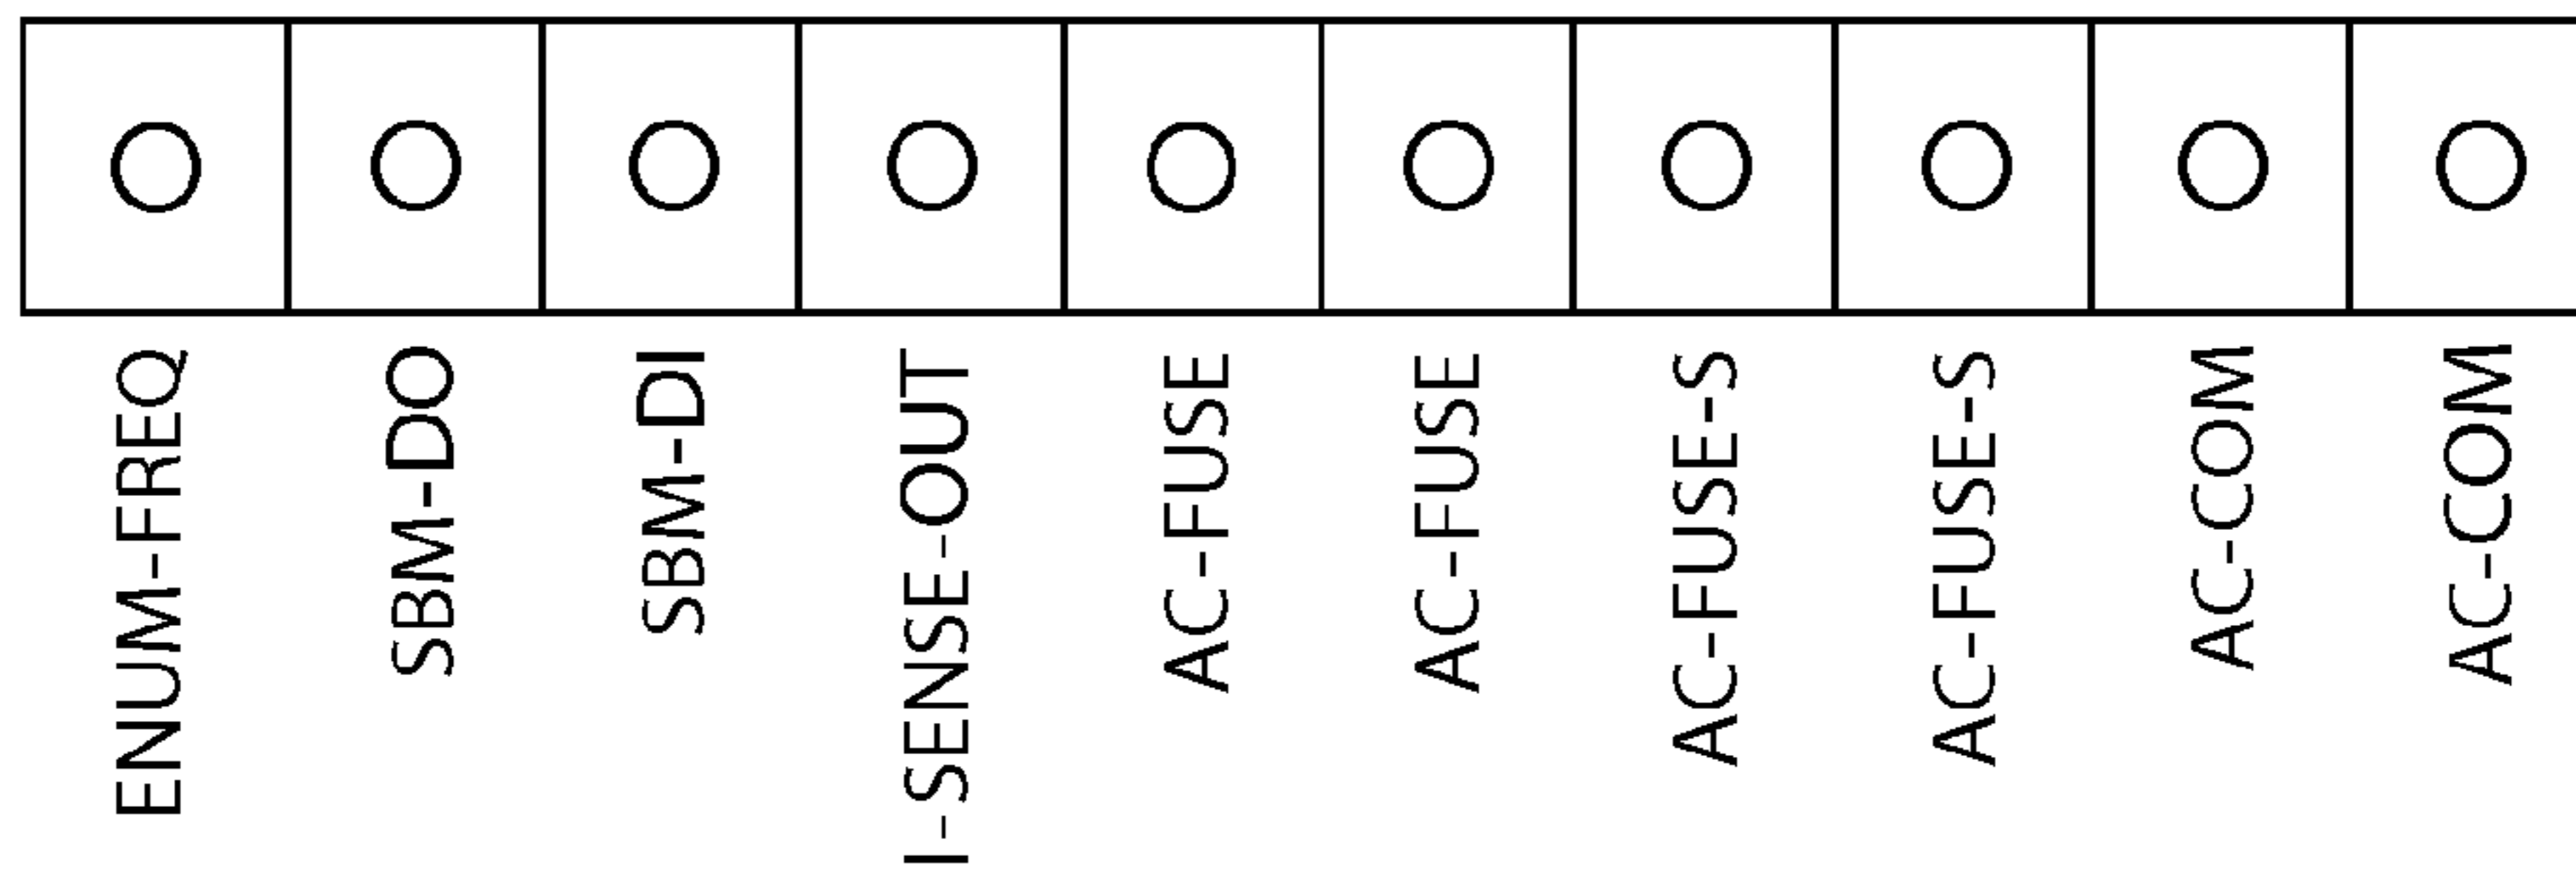 ENUM-FREQ
SBM-DO
SBM-DI
I-SENSE-OUT
AC-FUSE
AC-FUSE
AC-FUSE-S
AC-FUSE-S
AC-COM
AC-COM